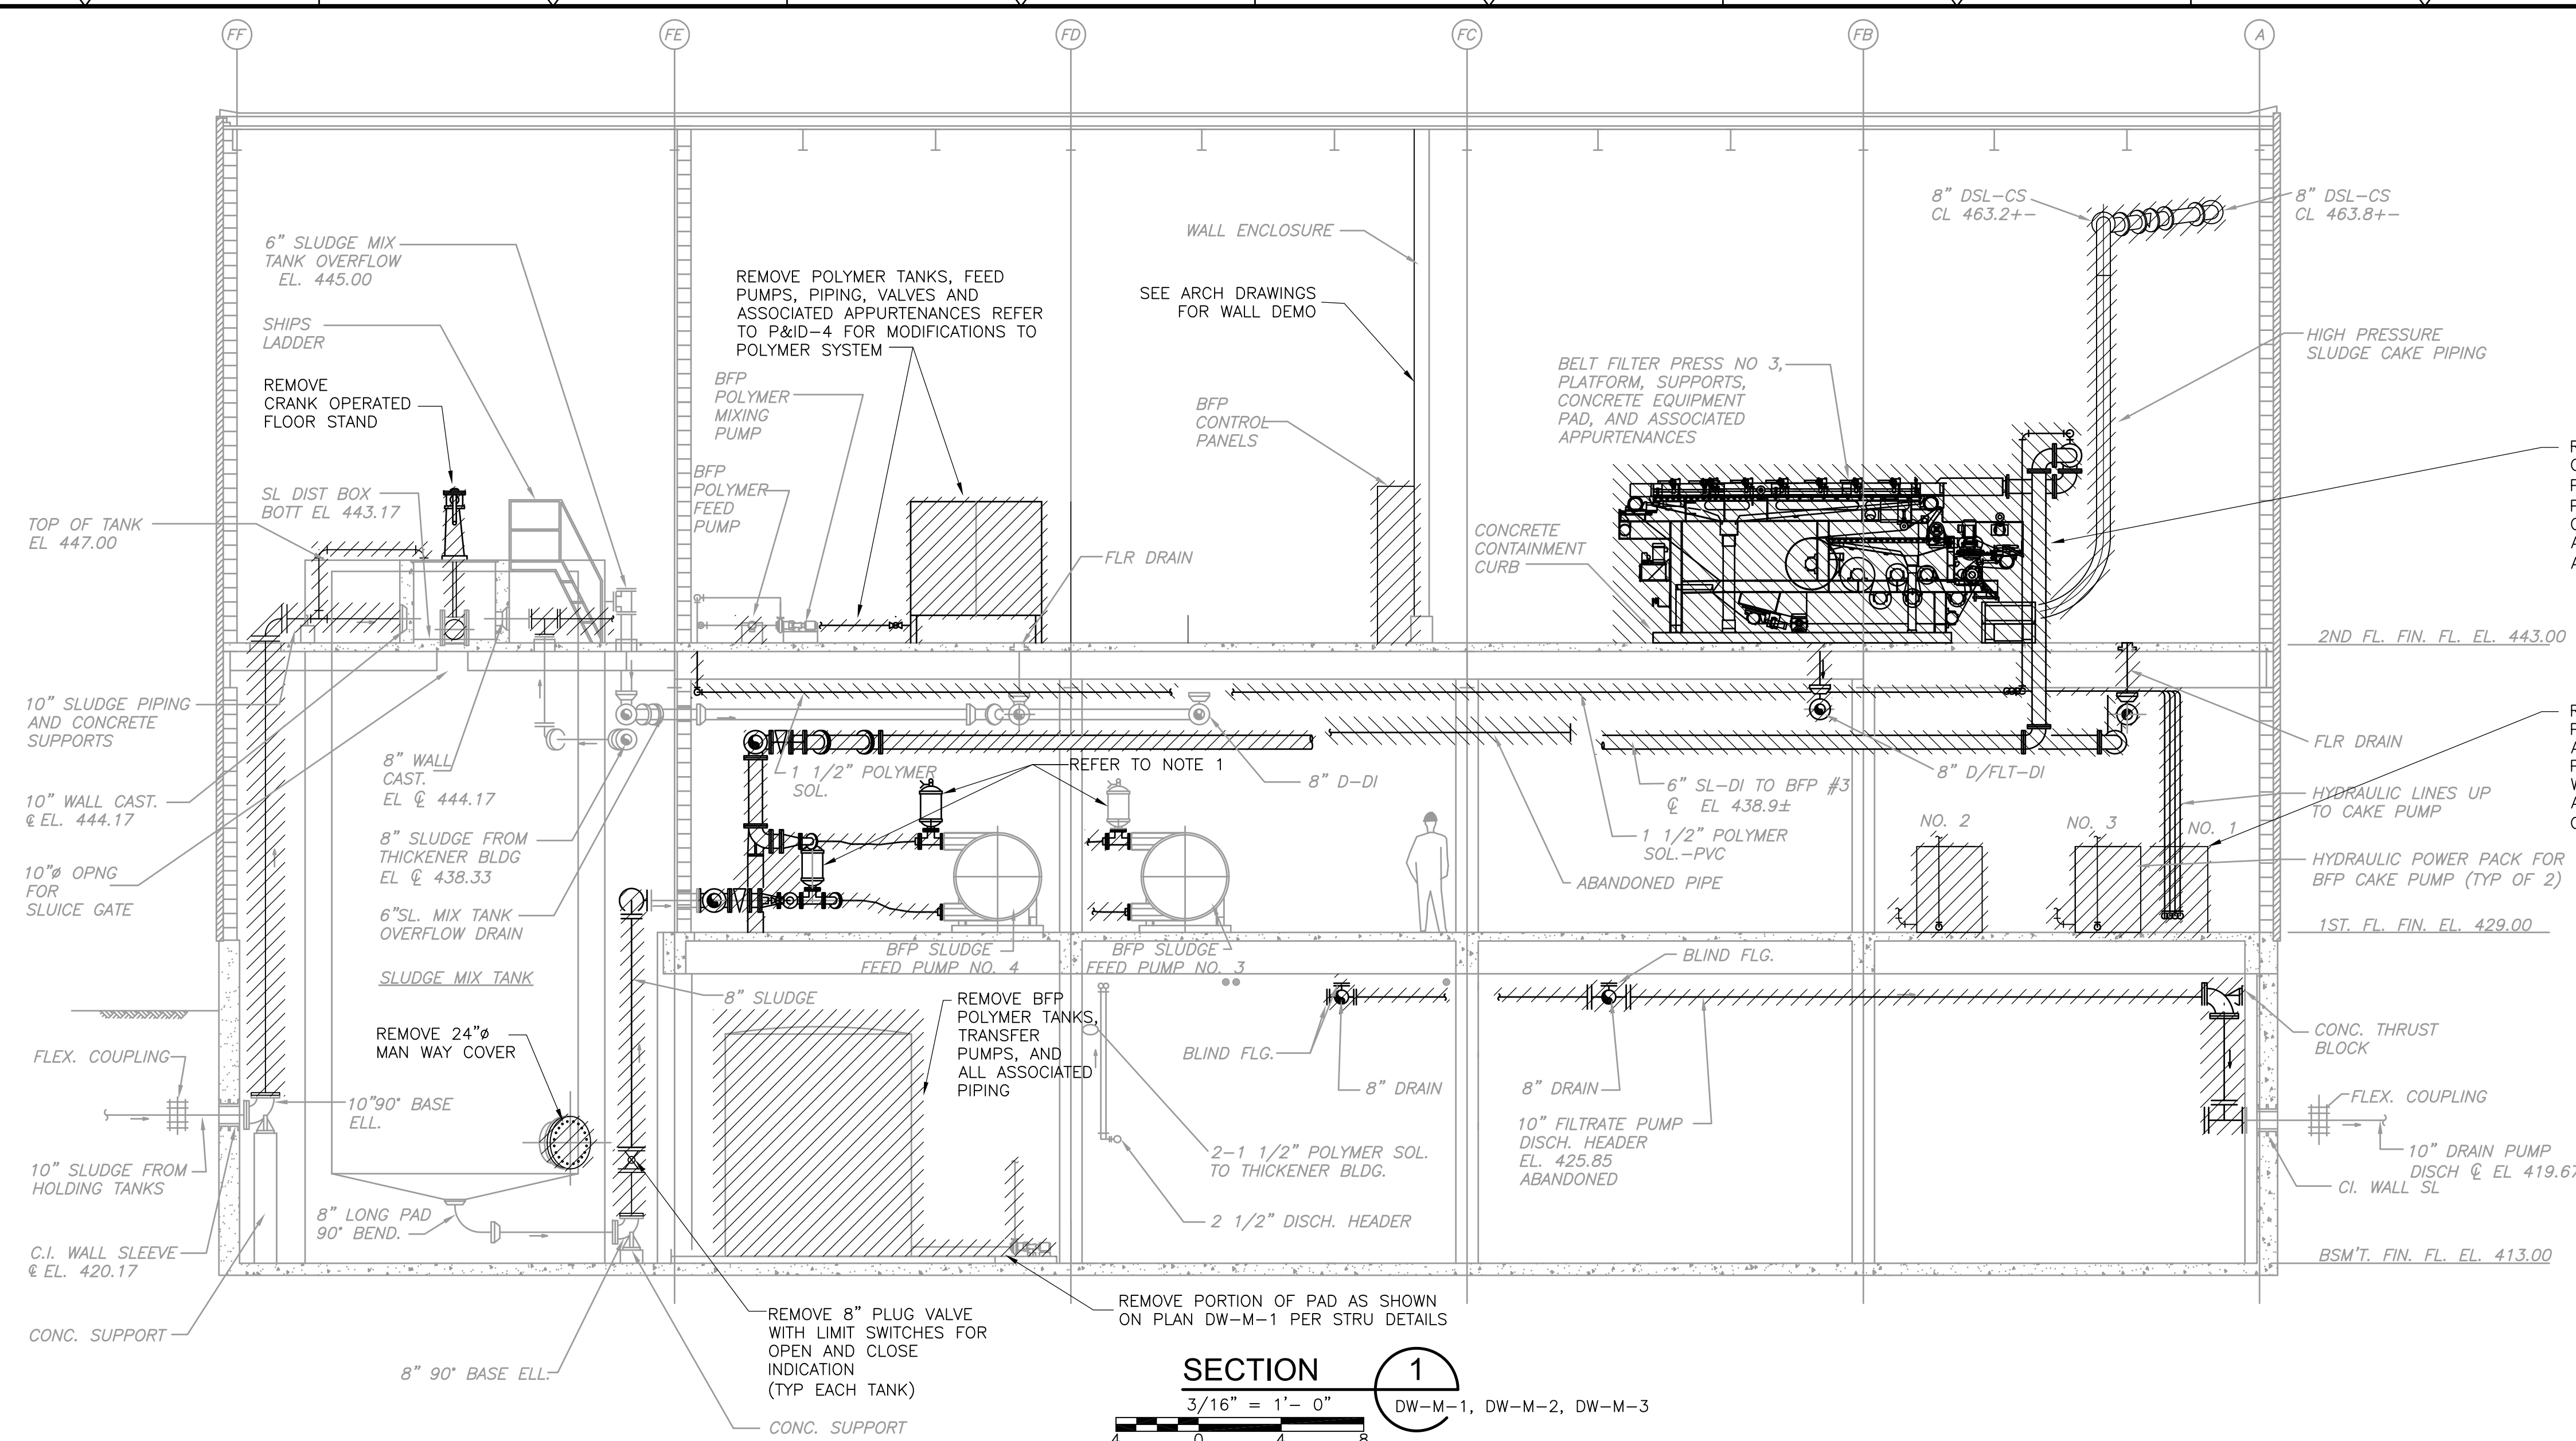 FF
FE
FD
FC
FB
A
6" SLUDGE MIX
TANK OVERFLOW
EL. 445.00
SHIPS
LADDER
REMOVE
CRANK OPERATED
FLOOR STAND
SL DIST BOX
BOTT EL 443.17
TOP OF TANK
EL 447.00
10" SLUDGE PIPING
AND CONCRETE
SUPPORTS
10" WALL CAST.
℄ EL. 444.17
10"ø OPNG
FOR
SLUICE GATE
8" WALL
CAST.
EL ℄ 444.17
8" SLUDGE FROM
THICKENER BLDG
EL ℄ 438.33
6"SL. MIX TANK
OVERFLOW DRAIN
SLUDGE MIX TANK
REMOVE 24"ø
MAN WAY COVER
FLEX. COUPLING
10"90° BASE
ELL.
10" SLUDGE FROM
HOLDING TANKS
8" LONG PAD
90° BEND.
C.I. WALL SLEEVE
℄ EL. 420.17
CONC. SUPPORT
8" 90° BASE ELL.
REMOVE POLYMER TANKS, FEED
PUMPS, PIPING, VALVES AND
ASSOCIATED APPURTENANCES REFER
TO P&ID-4 FOR MODIFICATIONS TO
POLYMER SYSTEM
BFP
POLYMER
MIXING
PUMP
BFP
POLYMER
FEED
PUMP
FLR DRAIN
WALL ENCLOSURE
SEE ARCH DRAWINGS
FOR WALL DEMO
BFP
CONTROL
PANELS
BELT FILTER PRESS NO 3,
PLATFORM, SUPPORTS,
CONCRETE EQUIPMENT
PAD, AND ASSOCIATED
APPURTENANCES
CONCRETE
CONTAINMENT
CURB
8" DSL-CS
CL 463.2+-
8" DSL-CS
CL 463.8+-
HIGH PRESSURE
SLUDGE CAKE PIPING
2ND FL. FIN. FL. EL. 443.00
1 1/2" POLYMER
SOL.
REFER TO NOTE 1
8" D-DI
6" SL-DI TO BFP #3
℄ EL 438.9±
1 1/2" POLYMER
SOL.-PVC
ABANDONED PIPE
8" D/FLT-DI
FLR DRAIN
HYDRAULIC LINES UP
TO CAKE PUMP
NO. 2
NO. 3
NO. 1
HYDRAULIC POWER PACK FOR
BFP CAKE PUMP (TYP OF 2)
1ST. FL. FIN. EL. 429.00
BFP SLUDGE
FEED PUMP NO. 4
BFP SLUDGE
FEED PUMP NO. 3
8" SLUDGE
REMOVE BFP
POLYMER TANKS,
TRANSFER
PUMPS, AND
ALL ASSOCIATED
PIPING
BLIND FLG.
BLIND FLG.
8" DRAIN
8" DRAIN
10" FILTRATE PUMP
DISCH. HEADER
EL. 425.85
ABANDONED
2-1 1/2" POLYMER SOL.
TO THICKENER BLDG.
2 1/2" DISCH. HEADER
CONC. THRUST
BLOCK
FLEX. COUPLING
10" DRAIN PUMP
DISCH ℄ EL 419.67
CI. WALL SL
BSM'T. FIN. FL. EL. 413.00
REMOVE 8" PLUG VALVE
WITH LIMIT SWITCHES FOR
OPEN AND CLOSE
INDICATION
(TYP EACH TANK)
CONC. SUPPORT
REMOVE PORTION OF PAD AS SHOWN
ON PLAN DW-M-1 PER STRU DETAILS
SECTION
1
3/16" = 1'- 0"
DW-M-1, DW-M-2, DW-M-3
4 0 4 8